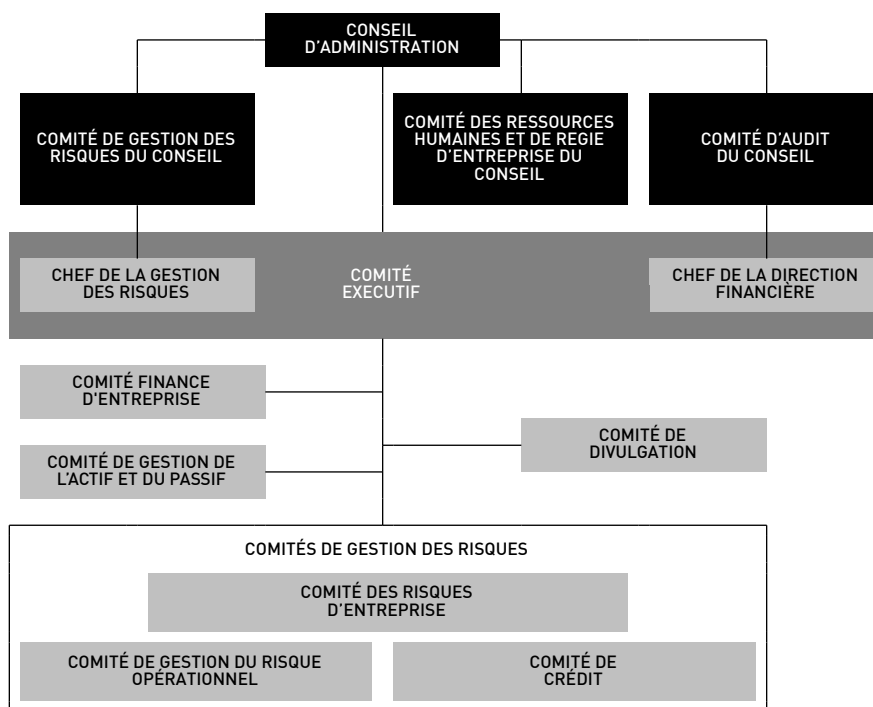 CONSEIL
D’ADMINISTRATION
COMITÉ DE GESTION DES
RISQUES DU CONSEIL
COMITÉ DES RESSOURCES
HUMAINES ET DE REGIE
D’ENTREPRISE DU
CONSEIL
COMITÉ D’AUDIT
DU CONSEIL
CHEF DE LA GESTION
DES RISQUES
COMITÉ
EXECUTIF
CHEF DE LA DIRECTION
FINANCIÈRE
COMITÉ FINANCE
D'ENTREPRISE
COMITÉ DE
DIVULGATION
COMITÉ DE GESTION DE
L’ACTIF ET DU PASSIF
COMITÉS DE GESTION DES RISQUES
COMITÉ DES RISQUES
D’ENTREPRISE
COMITÉ DE GESTION DU RISQUE
OPÉRATIONNEL
COMITÉ DE
CRÉDIT